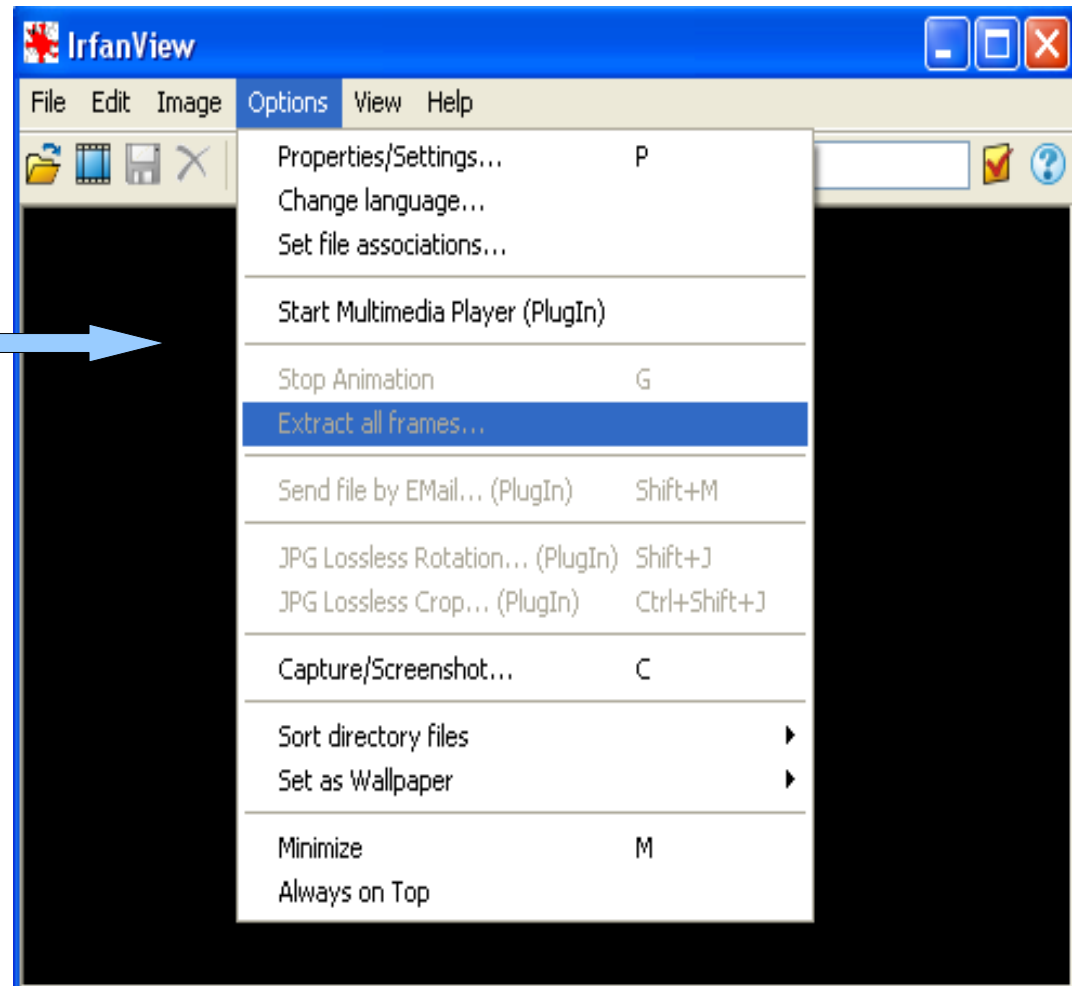 IrfanView
File Edit Image Options View Help
Properties/Settings... P
Change language...
Set file associations...
Start Multimedia Player (PlugIn)
Stop Animation G
Extract all frames...
Send file by EMail... (PlugIn) Shift+M
JPG Lossless Rotation... (PlugIn) Shift+J
JPG Lossless Crop... (PlugIn) Ctrl+Shift+J
Capture/Screenshot... C
Sort directory files
Set as Wallpaper
Minimize M
Always on Top